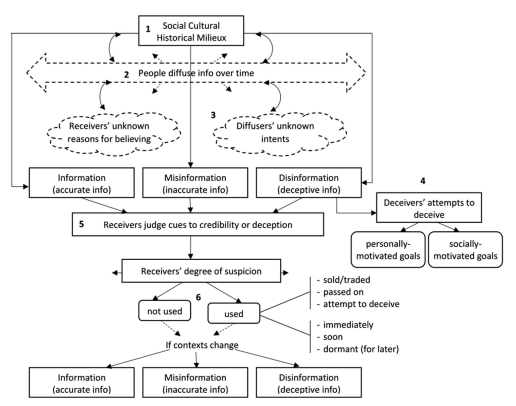 1 Social Cultural
Historical Milieux
2 People diffuse info over time
3
Receivers' unknown
reasons for believing
Diffusers' unknown
intents
Information
(accurate info)
Misinformation
(inaccurate info)
Disinformation
(deceptive info)
4
Deceivers' attempts to
deceive
personally-
motivated goals
socially-
motivated goals
5 Receivers judge cues to credibility or deception
Receivers' degree of suspicion
6
not used
used
- sold/traded
- passed on
- attempt to deceive
- immediately
- soon
- dormant (for later)
If contexts change
Information
(accurate info)
Misinformation
(inaccurate info)
Disinformation
(deceptive info)